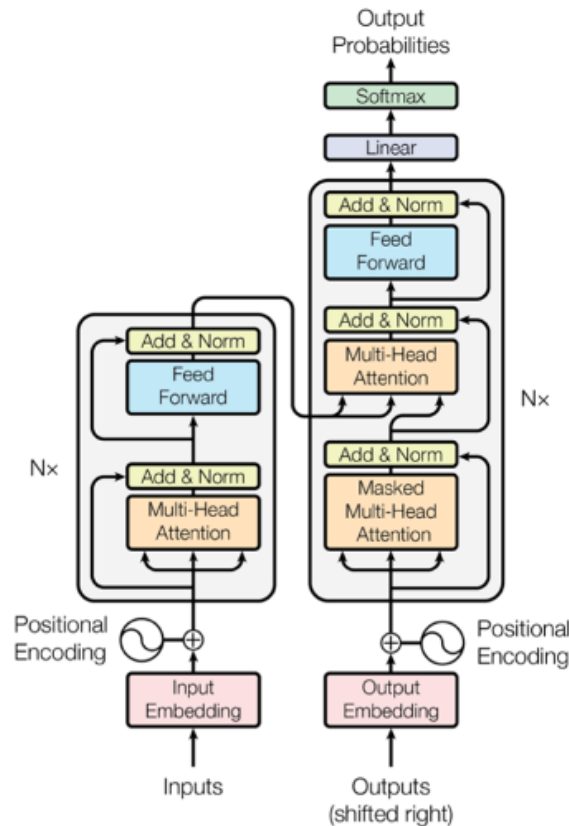 Output
Probabilities
Softmax
Linear
Add & Norm
Feed
Forward
Add & Norm
Multi-Head
Attention
Nx
Add & Norm
Masked
Multi-Head
Attention
Add & Norm
Feed
Forward
Nx
Add & Norm
Multi-Head
Attention
Positional
Encoding
Positional
Encoding
Input
Embedding
Output
Embedding
Inputs
Outputs
(shifted right)